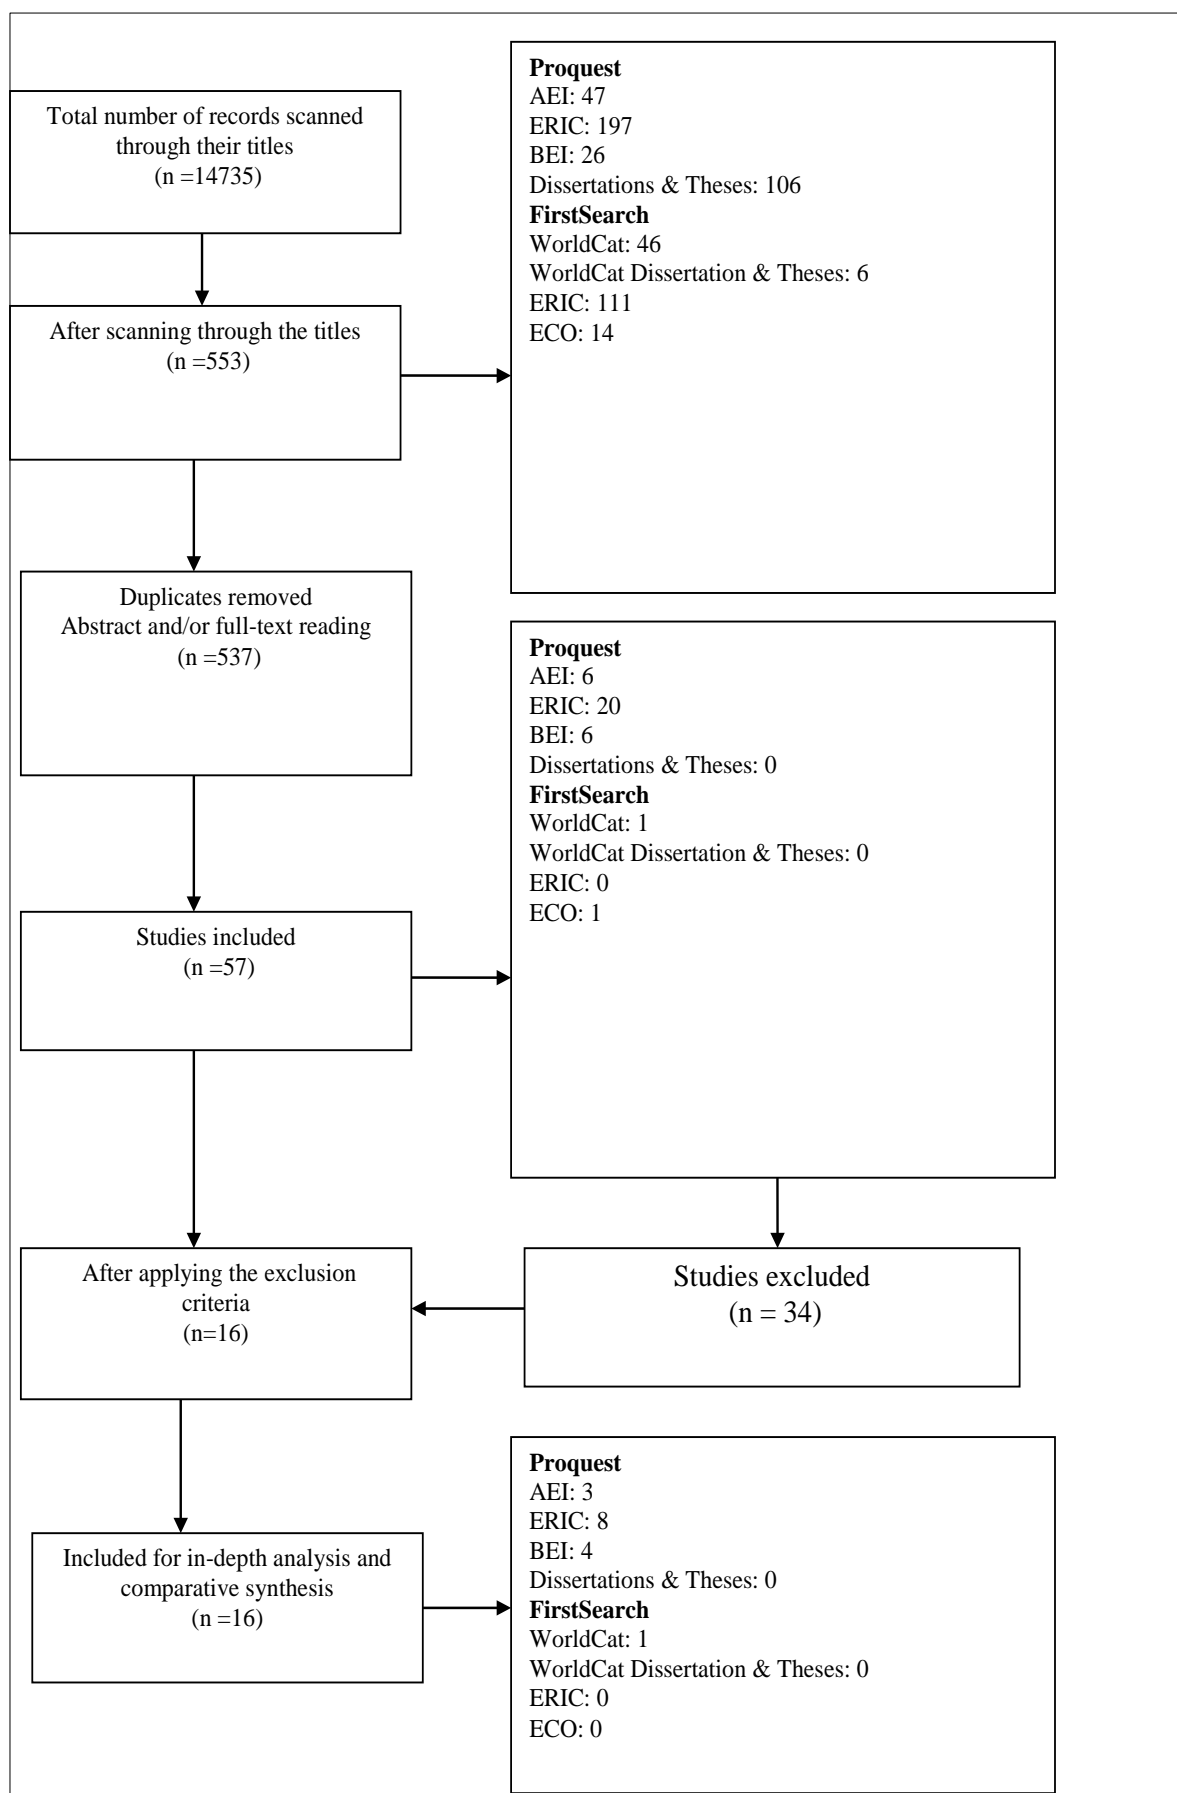 Total number of records scanned
through their titles
(n =14735)
Proquest
AEI: 47
ERIC: 197
BEI: 26
Dissertations & Theses: 106
FirstSearch
WorldCat: 46
WorldCat Dissertation & Theses: 6
ERIC: 111
ECO: 14
After scanning through the titles
(n =553)
Duplicates removed
Abstract and/or full-text reading
(n =537)
Proquest
AEI: 6
ERIC: 20
BEI: 6
Dissertations & Theses: 0
FirstSearch
WorldCat: 1
WorldCat Dissertation & Theses: 0
ERIC: 0
ECO: 1
Studies included
(n =57)
After applying the exclusion
criteria
(n=16)
Studies excluded
(n = 34)
Included for in-depth analysis and
comparative synthesis
(n =16)
Proquest
AEI: 3
ERIC: 8
BEI: 4
Dissertations & Theses: 0
FirstSearch
WorldCat: 1
WorldCat Dissertation & Theses: 0
ERIC: 0
ECO: 0